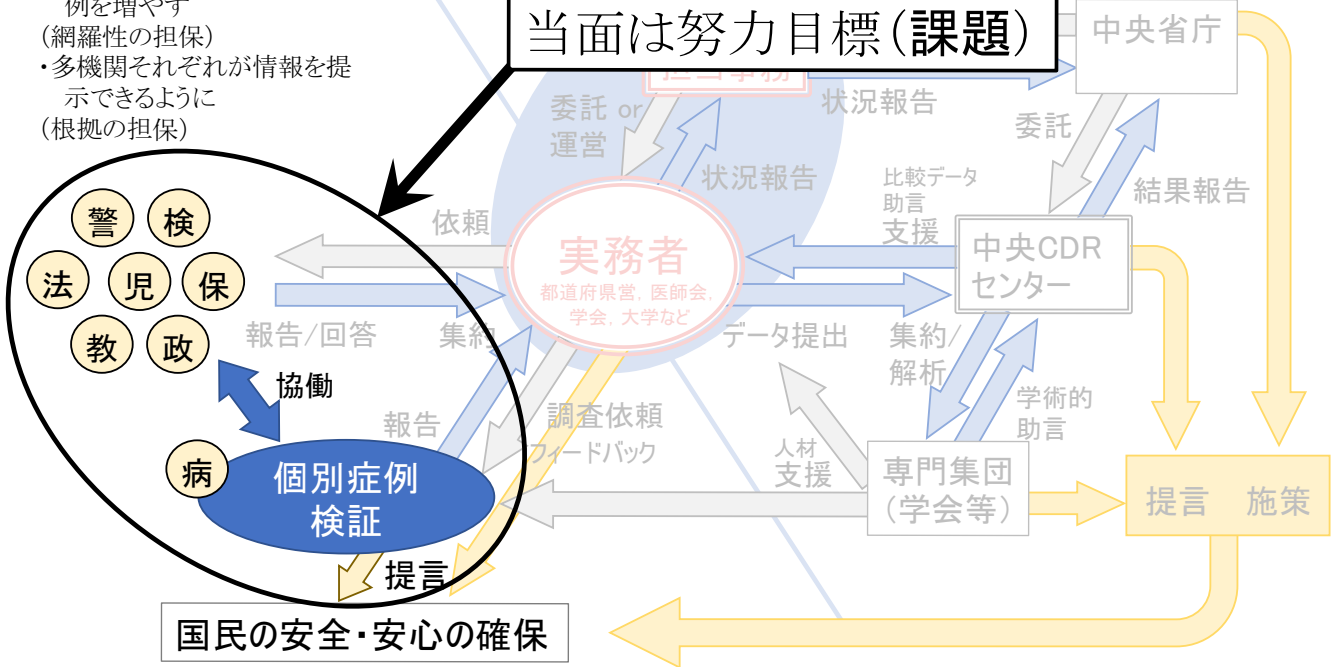 例を増やす
(網羅性の担保)
・多機関それぞれが情報を提
示できるように
(根拠の担保)
当面は努力目標(課題)
中央省庁
担当事務
委託 or
運営
状況報告
状況報告
委託
結果報告
比較データ
助言
支援
依頼
実務者
都道府県営, 医師会,
学会, 大学など
中央CDR
センター
警
検
法
児
保
教
政
報告/回答
集約
データ提出
集約/
解析
協働
報告
調査依頼
フィードバック
学術的
助言
人材
支援
病
個別症例
検証
専門集団
(学会等)
提言 施策
提言
国民の安全・安心の確保